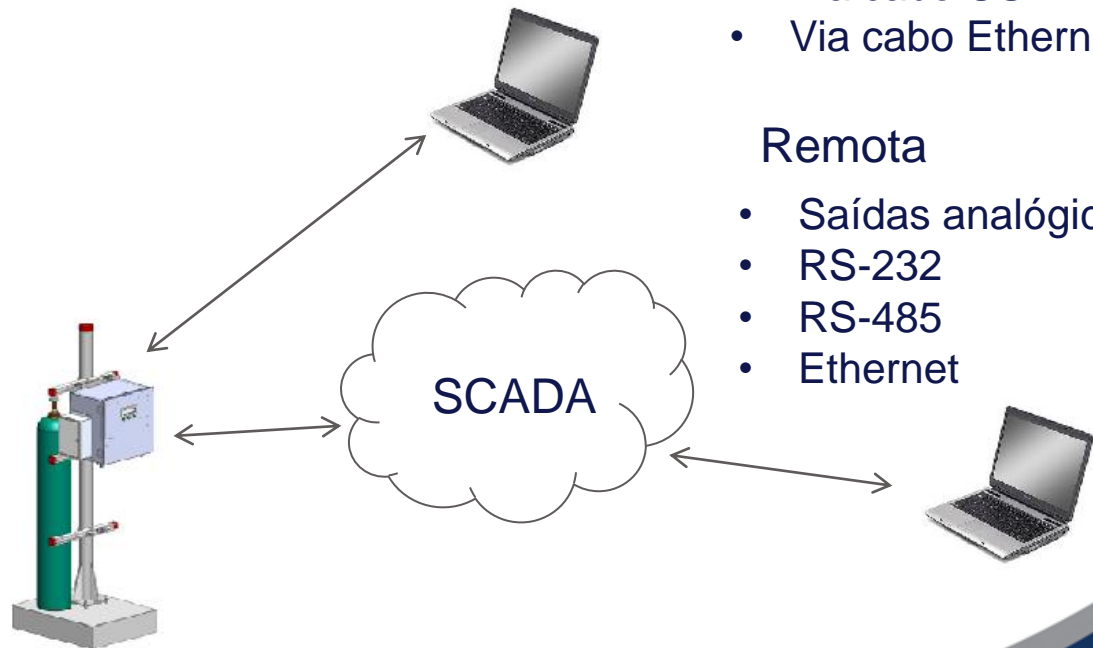 • Via cabo Ethern
Remota
• Saídas analógic
• RS-232
• RS-485
• Ethernet
SCADA